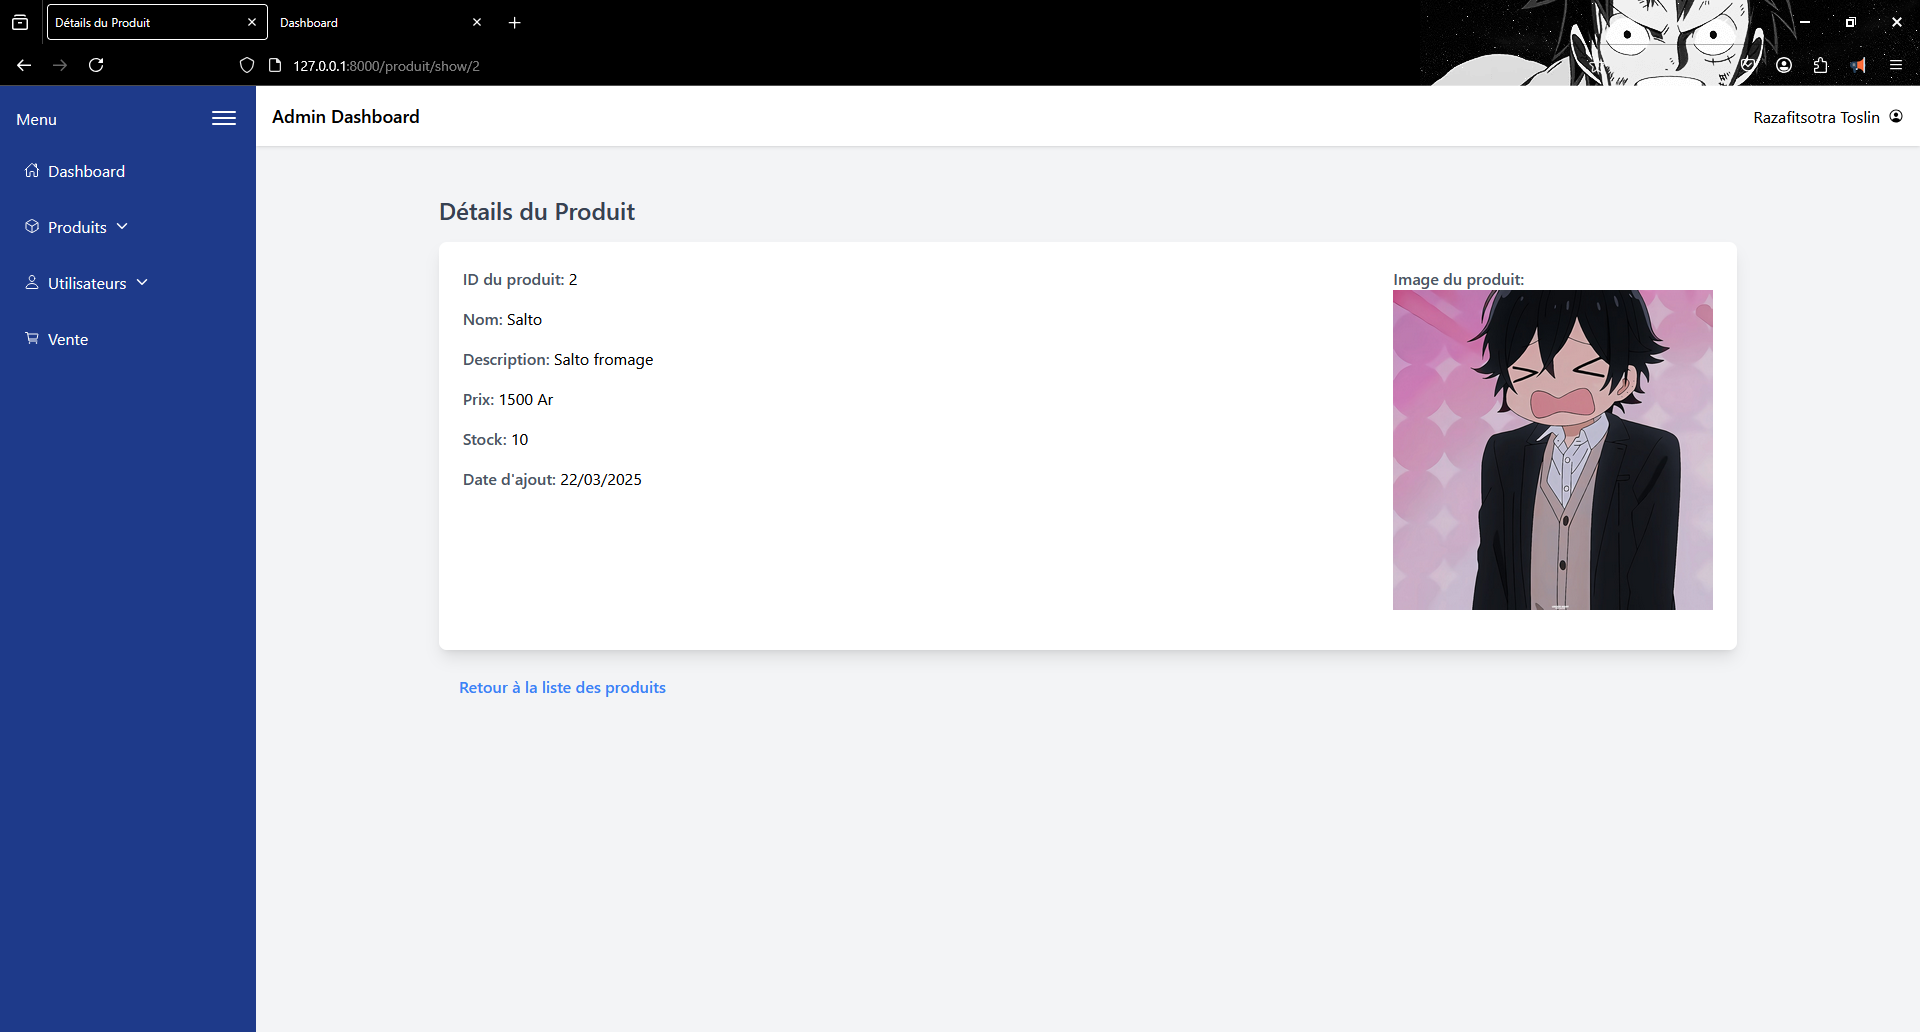 Détails du Produit
Dashboard
127.0.0.1:8000/produit/show/2
Menu
Admin Dashboard
Razafitsotra Toslin
Dashboard
Produits
Utilisateurs
Vente
Détails du Produit
ID du produit: 2
Nom: Salto
Description: Salto fromage
Prix: 1500 Ar
Stock: 10
Date d'ajout: 22/03/2025
Image du produit:
Retour à la liste des produits